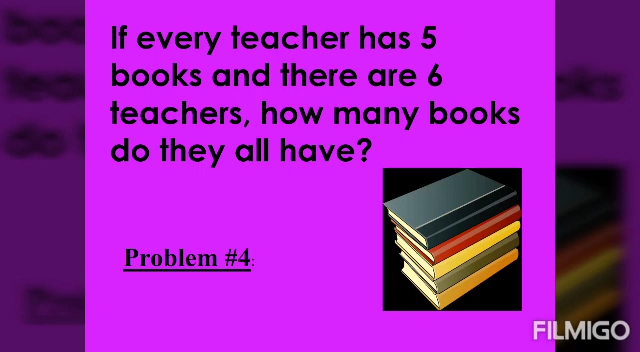 If every teacher has 5
books and there are 6
teachers, how many books
do they all have?
Problem #4:
FILMIGO